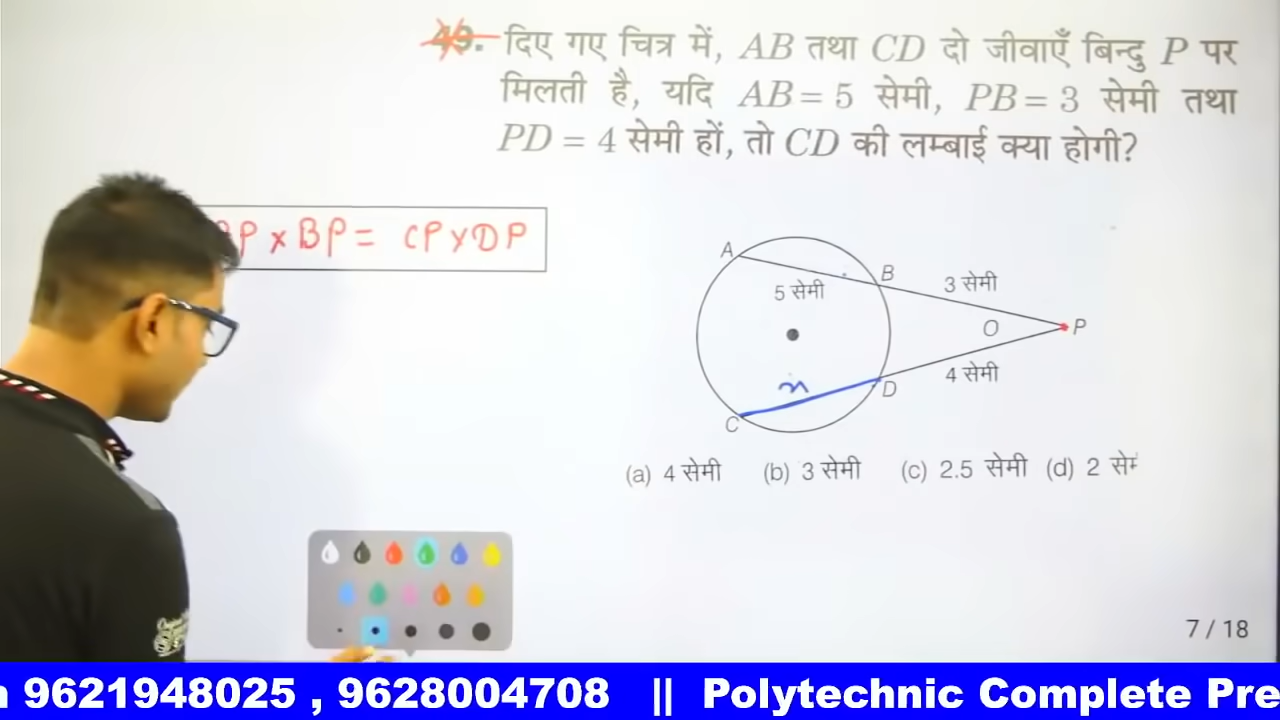 49. दिए गए चित्र में, AB तथा CD दो जीवाएँ बिन्दु P पर
मिलती है, यदि AB = 5 सेमी, PB = 3 सेमी तथा
PD = 4 सेमी हों, तो CD की लम्बाई क्या होगी?
AP × BP = CP × DP
A
B
3 सेमी
5 सेमी
O
P
4 सेमी
x
D
C
(a) 4 सेमी (b) 3 सेमी (c) 2.5 सेमी (d) 2
7 / 18
9621948025 , 9628004708 || Polytechnic Complete